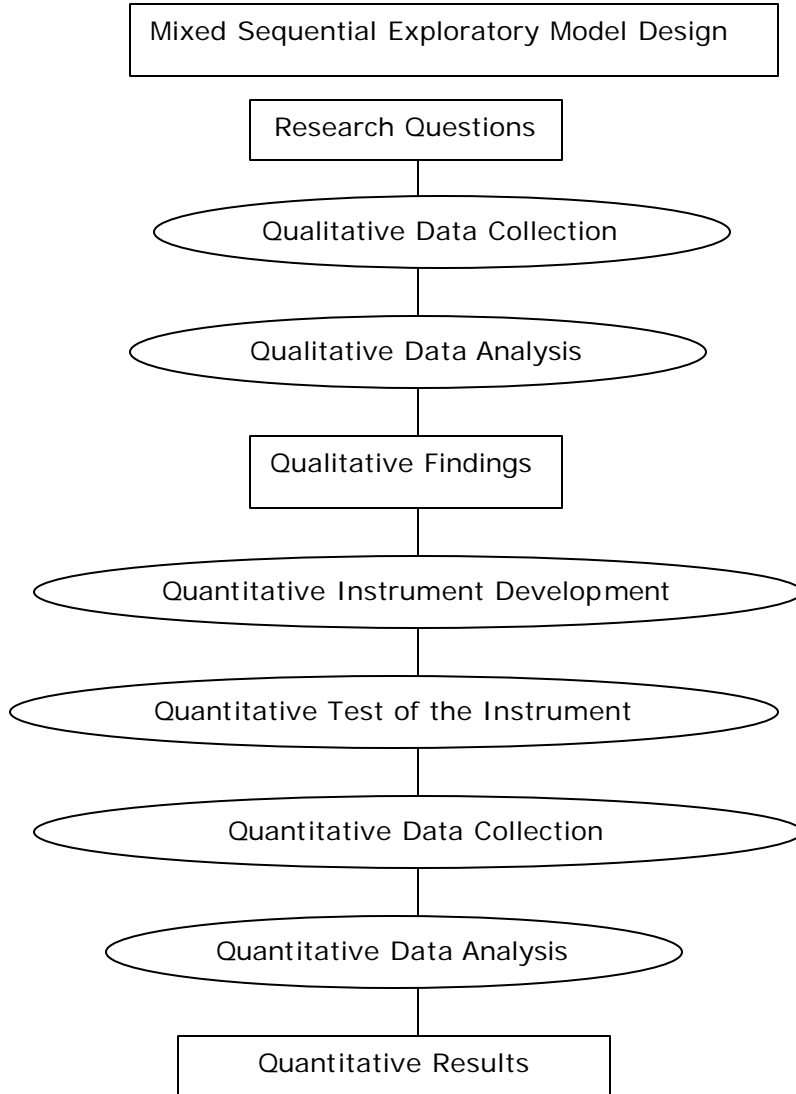 Mixed Sequential Exploratory Model Design
Research Questions
Qualitative Data Collection
Qualitative Data Analysis
Qualitative Findings
Quantitative Instrument Development
Quantitative Test of the Instrument
Quantitative Data Collection
Quantitative Data Analysis
Quantitative Results